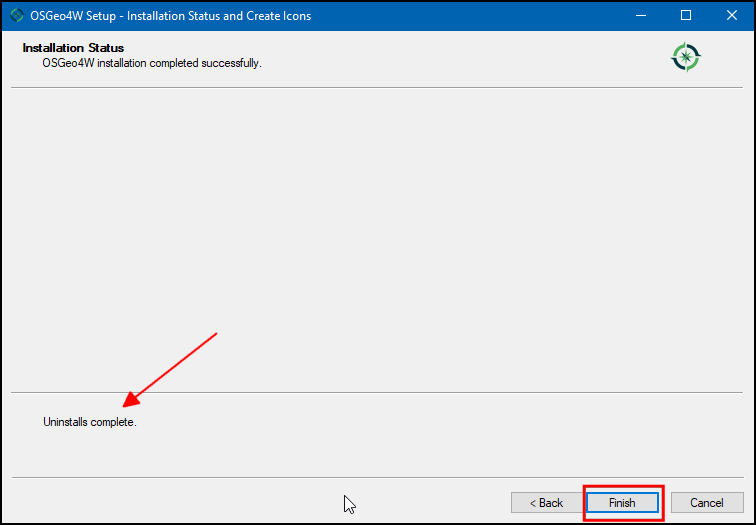 OSGeo4W Setup - Installation Status and Create Icons
Installation Status
OSGeo4W installation completed successfully.
Uninstalls complete.
< Back Finish Cancel